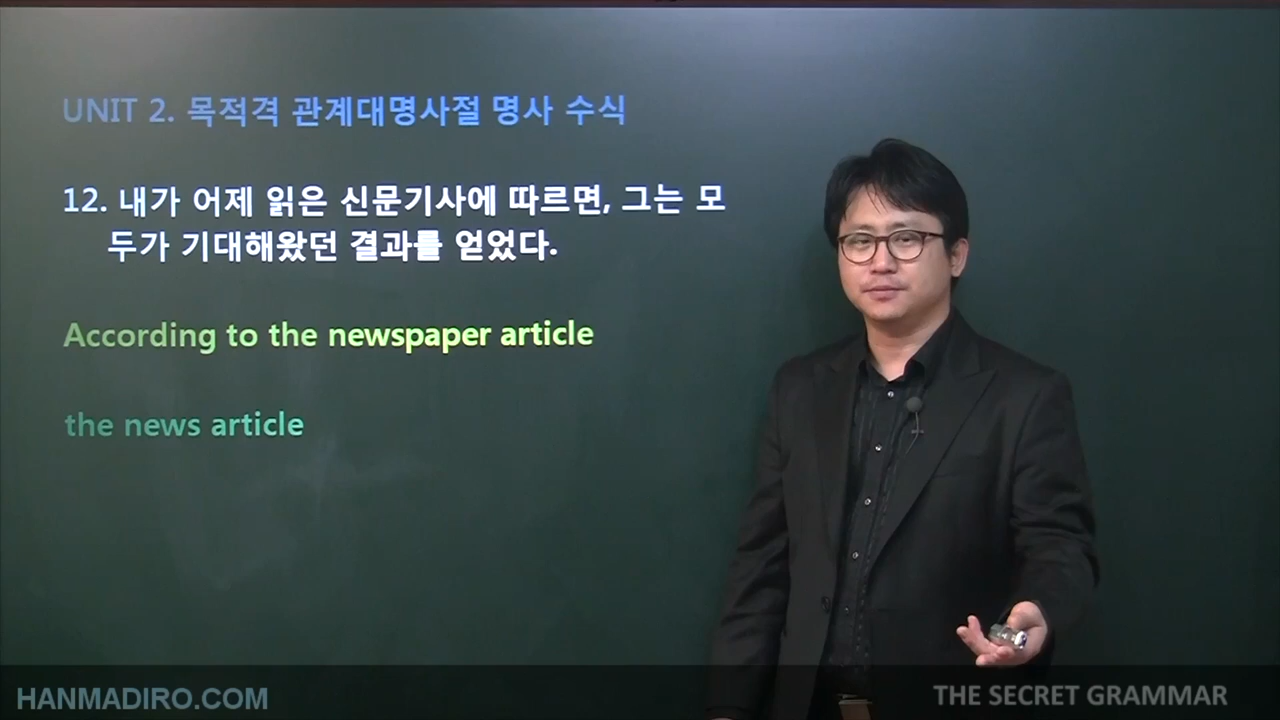 UNIT 2. 목적격 관계대명사절 명사 수식
12. 내가 어제 읽은 신문기사에 따르면, 그는 모
두가 기대해왔던 결과를 얻었다.
According to the newspaper article
the news article
HANMADIRO.COM
THE SECRET GRAMMAR